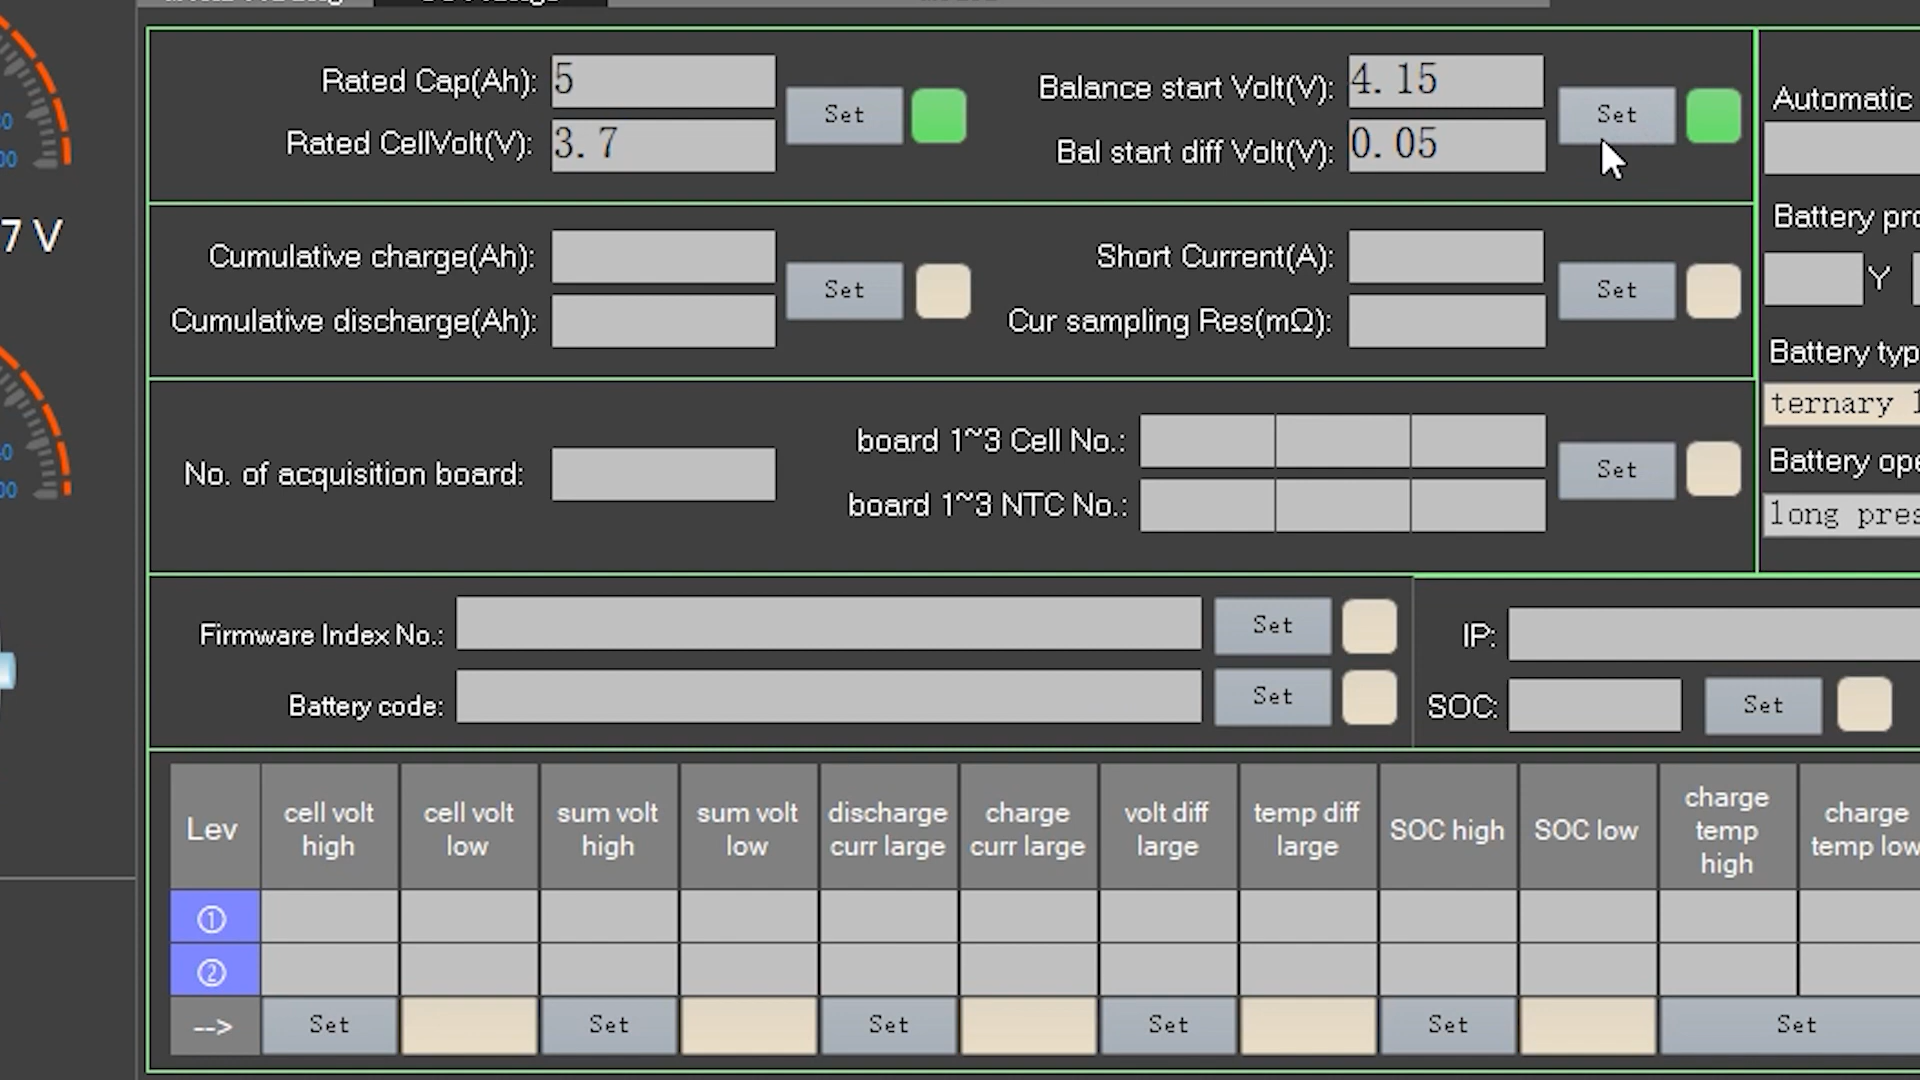 Rated Cap(Ah): 5 Set
Rated CellVolt(V): 3.7
Balance start Volt(V): 4.15 Set
Bal start diff Volt(V): 0.05
Automatic
7 V
Cumulative charge(Ah): Set
Cumulative discharge(Ah):
Short Current(A): Set
Cur sampling Res(mΩ):
Battery
Y
Battery
ternary
Battery
long
No. of acquisition board:
board 1~3 Cell No.: Set
board 1~3 NTC No.:
Firmware Index No.: Set
Battery code: Set
IP:
SOC: Set
Lev
cell volt
high
cell volt
low
sum volt
high
sum volt
low
discharge
curr large
charge
curr large
volt diff
large
temp diff
large
SOC high
SOC low
charge
temp
high
charge
temp low
①
②
--> Set Set Set Set Set Set